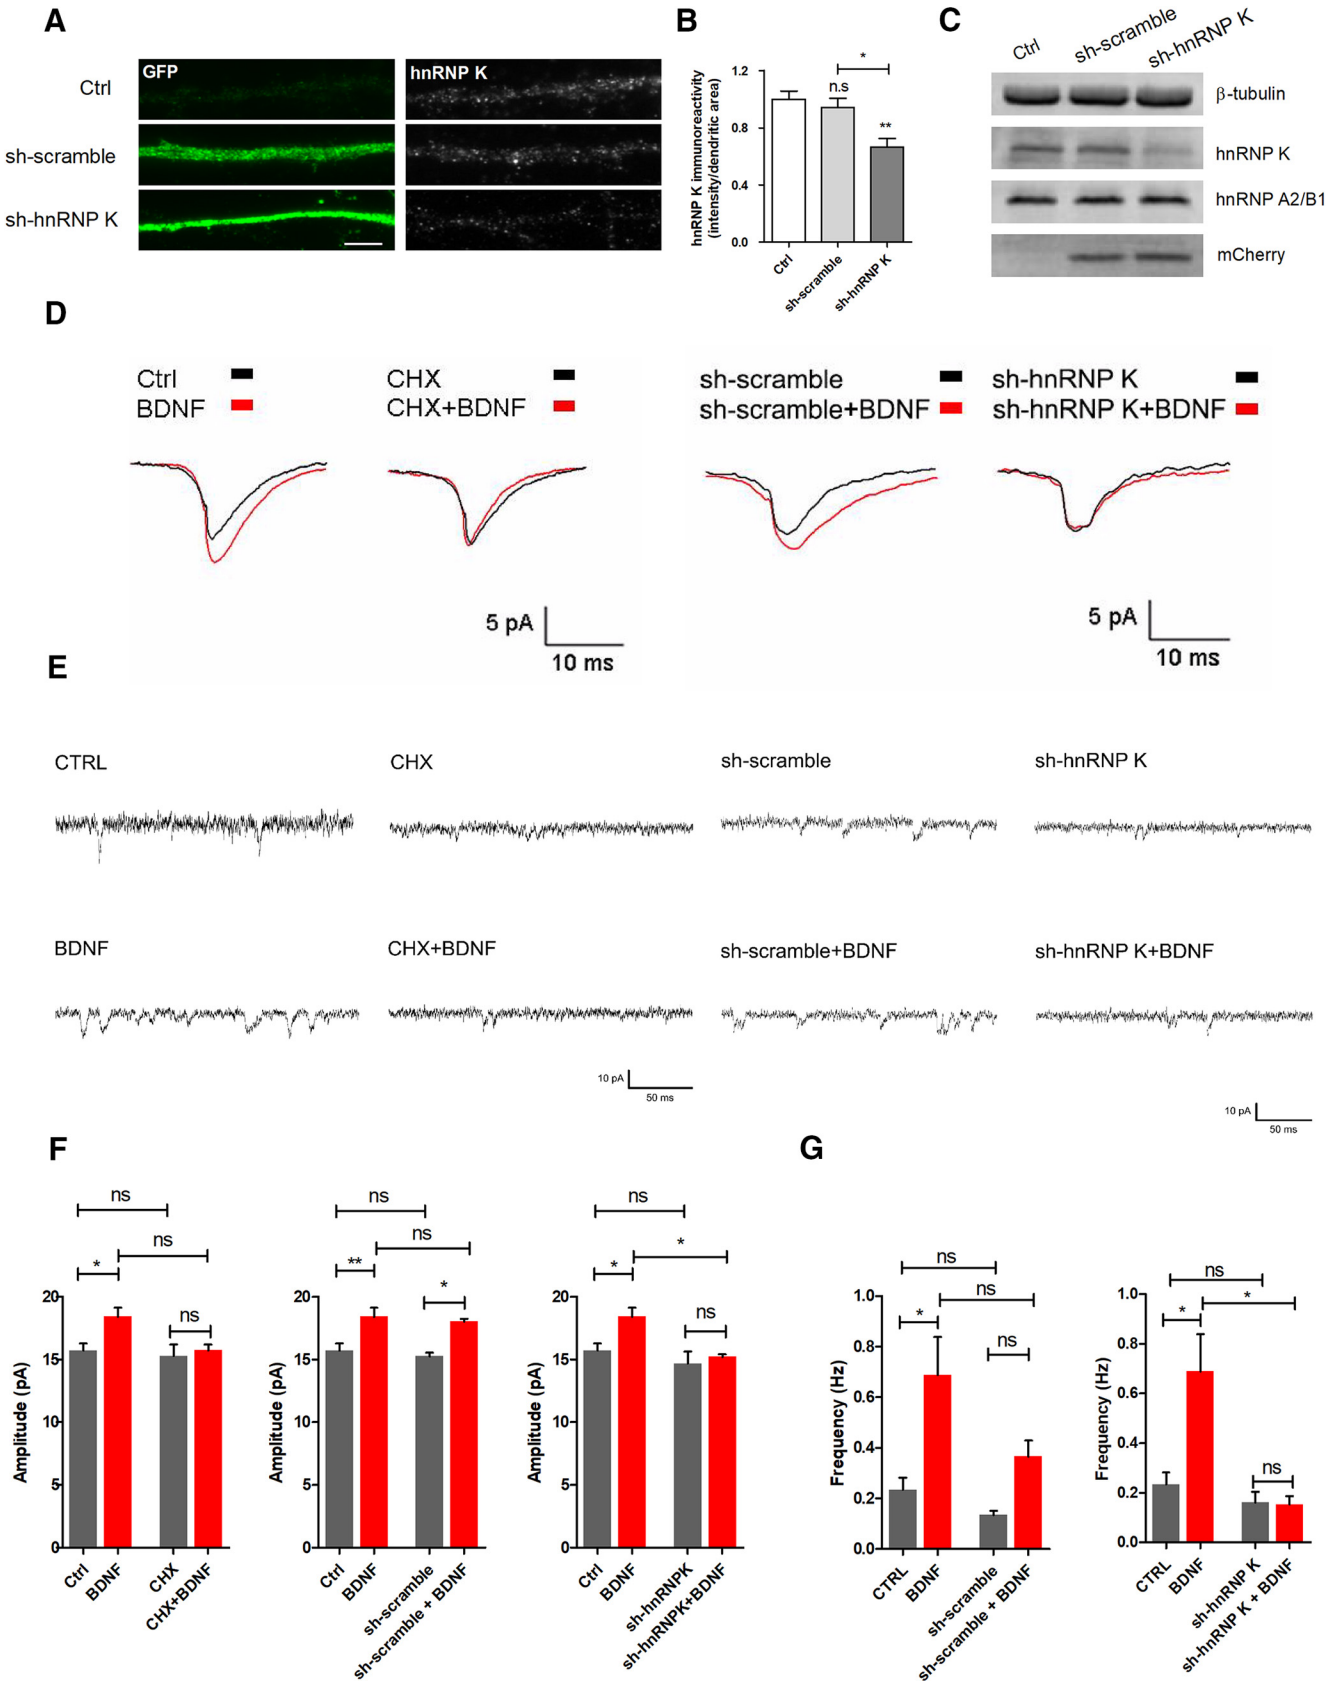 A
GFP
hnRNP K
Ctrl
sh-scramble
sh-hnRNP K
B
hnRNP K immunoreactivity
(intensity/dendritic area)
1.2
0.8
0.4
0.0
*
n.s
**
Ctrl
sh-scramble
sh-hnRNP K
C
Ctrl
sh-scramble
sh-hnRNP K
β-tubulin
hnRNP K
hnRNP A2/B1
mCherry
D
Ctrl
BDNF
CHX
CHX+BDNF
sh-scramble
sh-scramble+BDNF
sh-hnRNP K
sh-hnRNP K+BDNF
5 pA
10 ms
5 pA
10 ms
E
CTRL
CHX
sh-scramble
sh-hnRNP K
BDNF
CHX+BDNF
sh-scramble+BDNF
sh-hnRNP K+BDNF
10 pA
50 ms
10 pA
50 ms
F
ns
ns
*
ns
Amplitude (pA)
20
15
10
5
0
Ctrl
BDNF
CHX
CHX+BDNF
ns
ns
**
*
Amplitude (pA)
20
15
10
5
0
Ctrl
BDNF
sh-scramble
sh-scramble + BDNF
ns
*
*
ns
Amplitude (pA)
20
15
10
5
0
Ctrl
BDNF
sh-hnRNPK
sh-hnRNPK+BDNF
G
ns
ns
*
ns
Frequency (Hz)
1.0
0.8
0.6
0.4
0.2
0.0
CTRL
BDNF
sh-scramble
sh-scramble + BDNF
ns
*
*
ns
Frequency (Hz)
1.0
0.8
0.6
0.4
0.2
0.0
CTRL
BDNF
sh-hnRNP K
sh-hnRNP K + BDNF